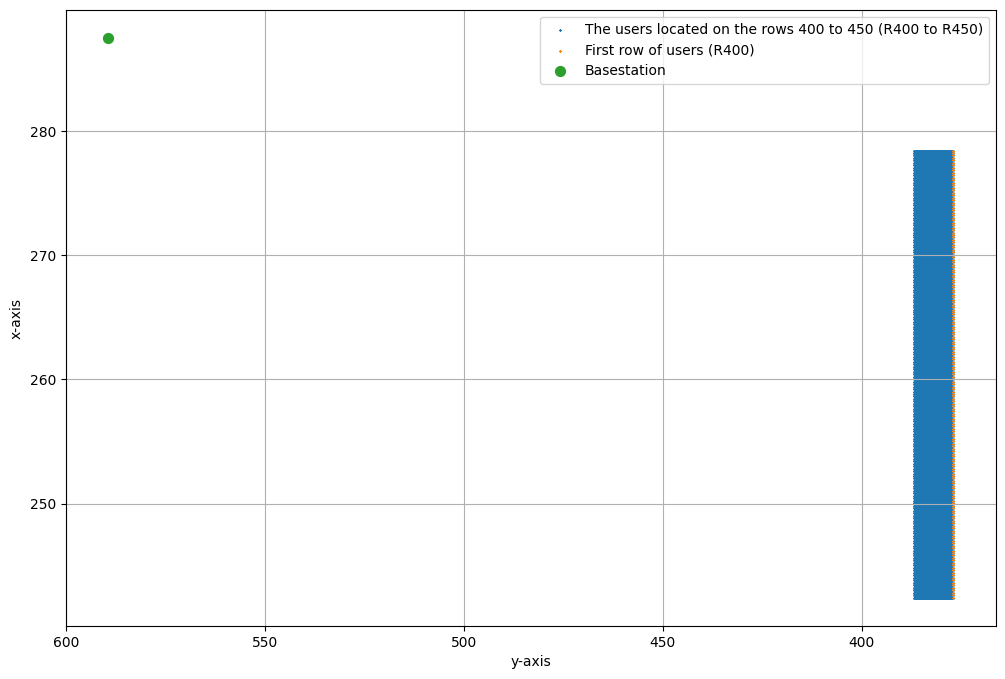 The users located on the rows 400 to 450 (R400 to R450)
First row of users (R400)
Basestation
280
270
260
250
x-axis
600 550 500 450 400
y-axis